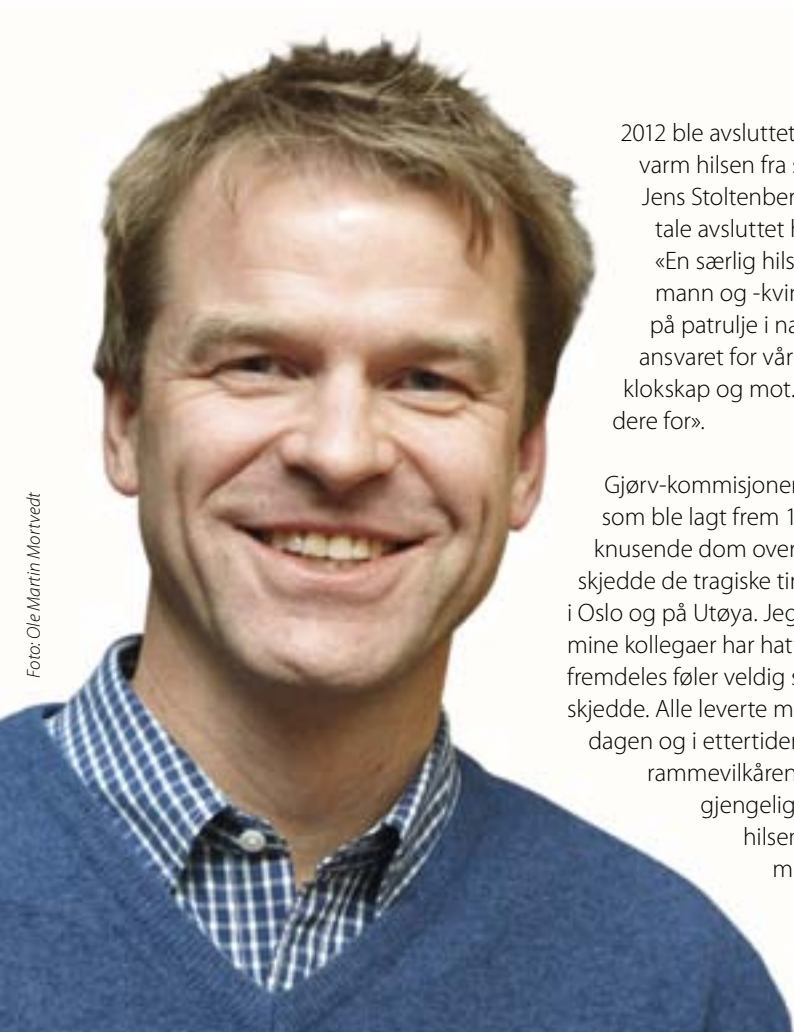 2012 ble avsluttet
varm hilsen fra s
Jens Stoltenber
tale avsluttet h
«En særlig hils
mann og -kvin
på patrulje i na
ansvaret for vår
klokskap og mot.
dere for».
Gjørv-kommisjonen
som ble lagt frem 1
knusende dom over
skjedde de tragiske tim
i Oslo og på Utøya. Jeg
mine kollegaer har hatt
fremdeles føler veldig s
skjedde. Alle leverte m
dagen og i ettertiden
rammevilkåren
gjengelig
hilsen
m
Foto: Ole Martin Mortvedt